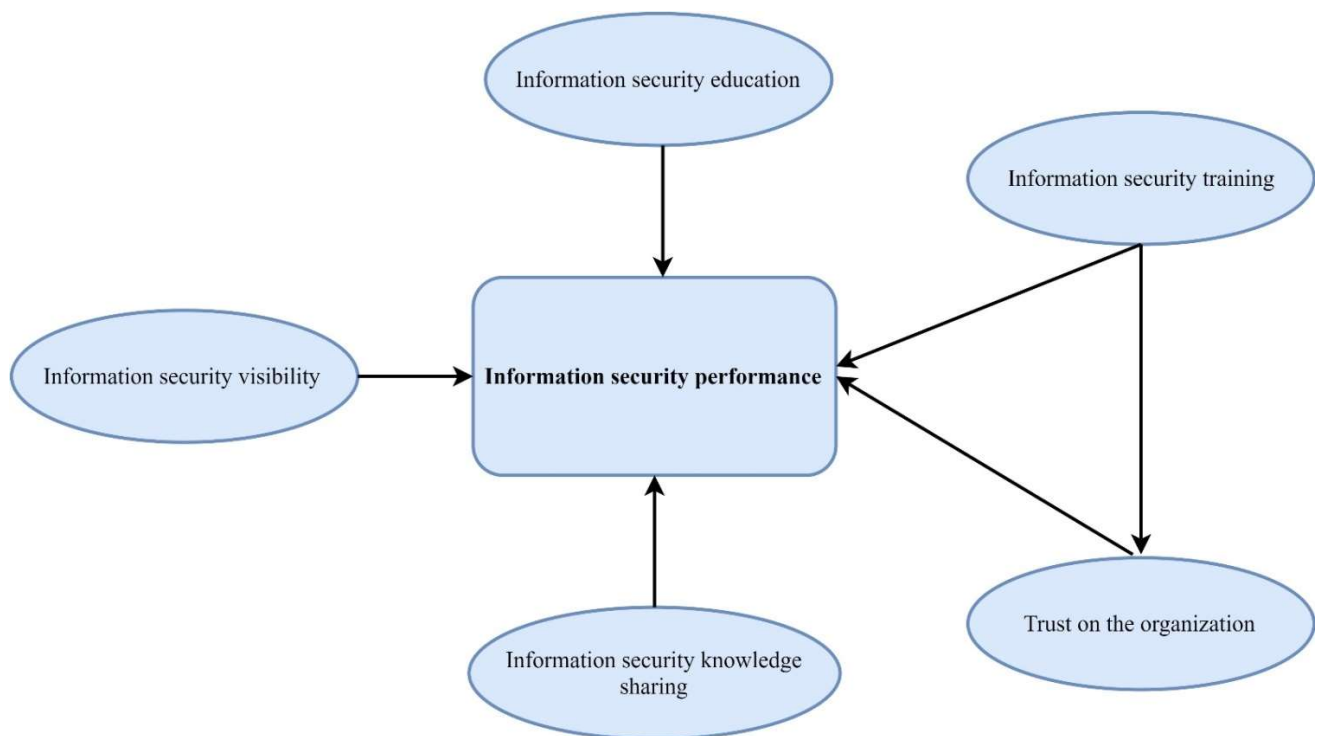 Information security education
Information security training
Information security visibility
Information security performance
Trust on the organization
Information security knowledge
sharing